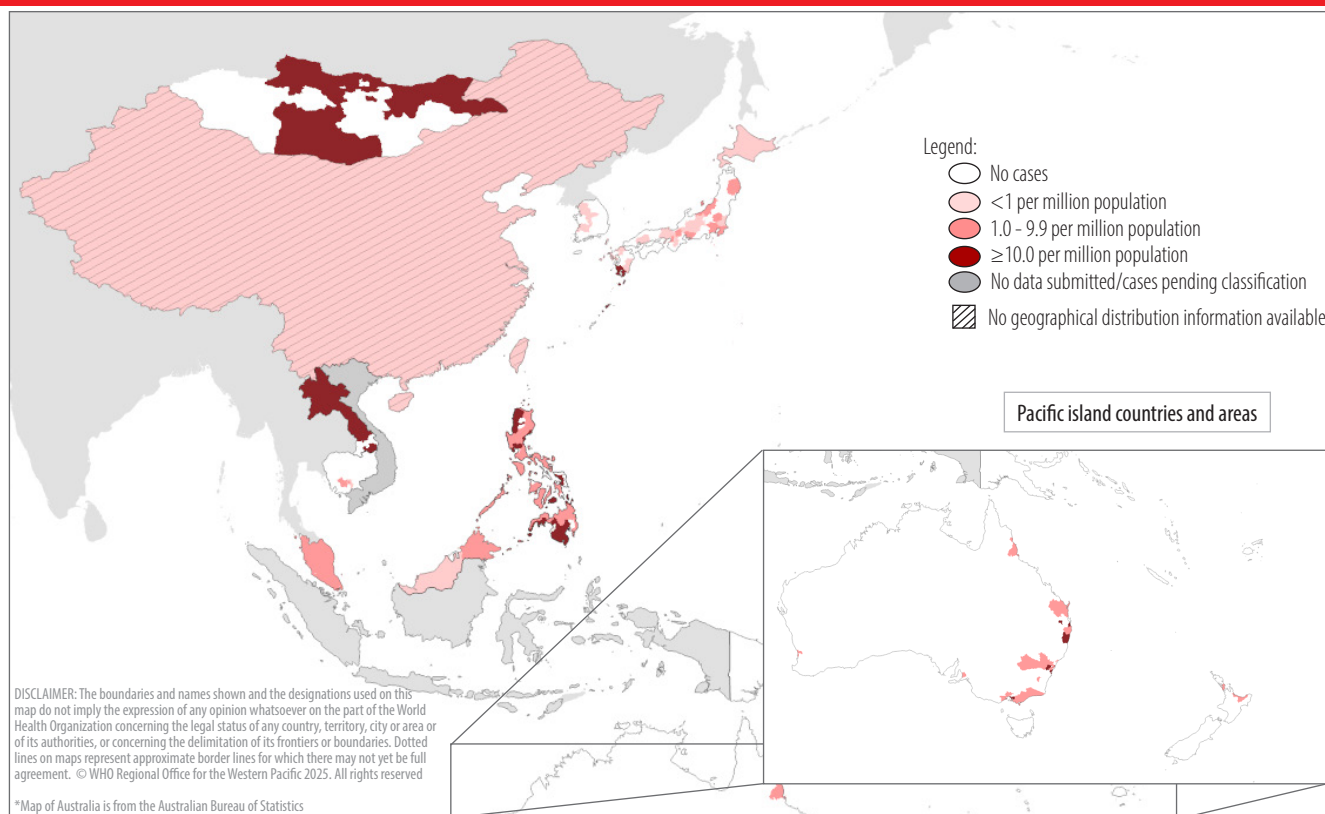 Legend:
No cases
<1 per million population
1.0 - 9.9 per million population
≥10.0 per million population
No data submitted/cases pending classification
No geographical distribution information available
Pacific island countries and areas
DISCLAIMER: The boundaries and names shown and the designations used on this
map do not imply the expression of any opinion whatsoever on the part of the World
Health Organization concerning the legal status of any country, territory, city or area or
of its authorities, or concerning the delimitation of its frontiers or boundaries. Dotted
lines on maps represent approximate border lines for which there may not yet be full
agreement. © WHO Regional Office for the Western Pacific 2025. All rights reserved
*Map of Australia is from the Australian Bureau of Statistics